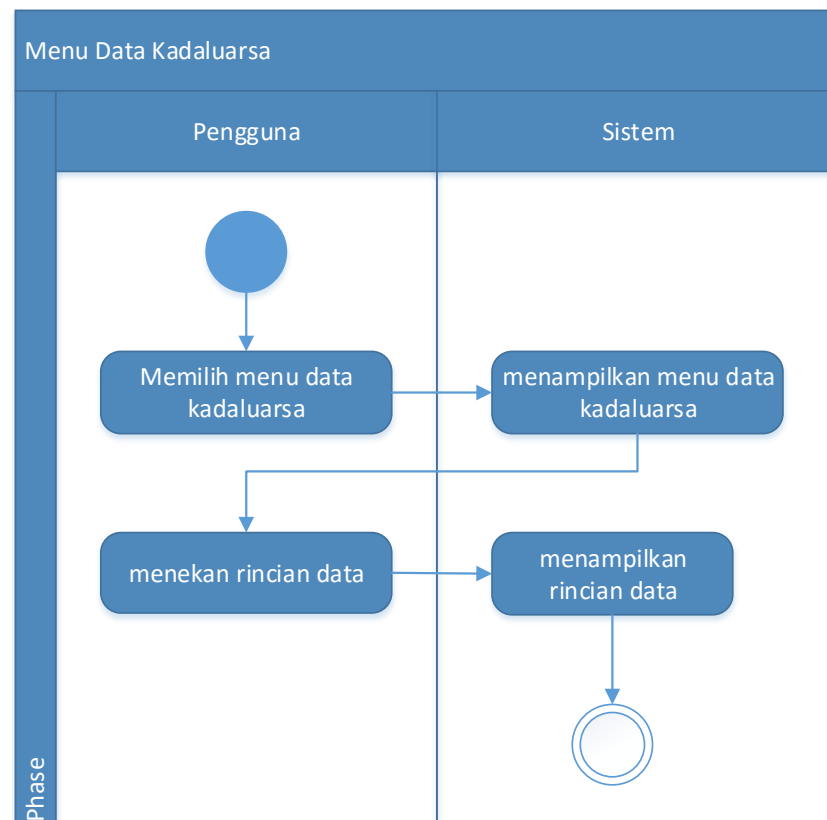 Menu Data Kadaluarsa
Pengguna
Sistem
Memilih menu data
kadaluarsa
menampilkan menu data
kadaluarsa
menekan rincian data
menampilkan
rincian data
Phase